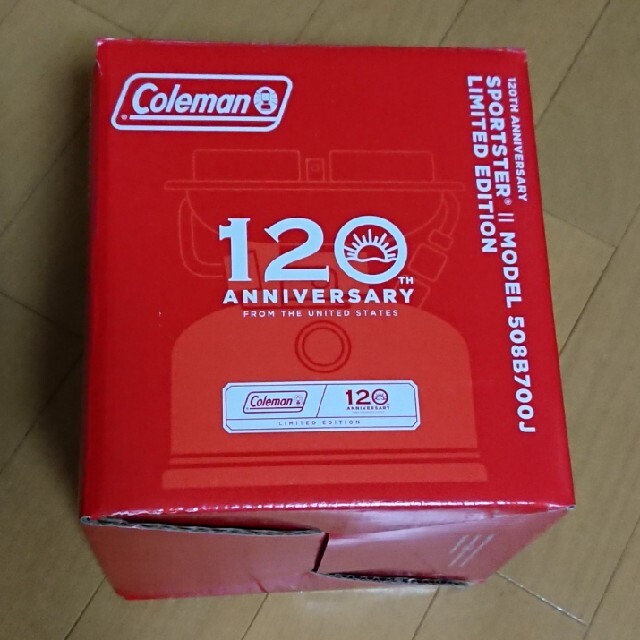 Coleman
120TH ANNIVERSARY
SPORTSTER® II MODEL 508B700J
LIMITED EDITION
120TH
ANNIVERSARY
FROM THE UNITED STATES
Coleman
120
ANNIVERSARY
LIMITED EDITION